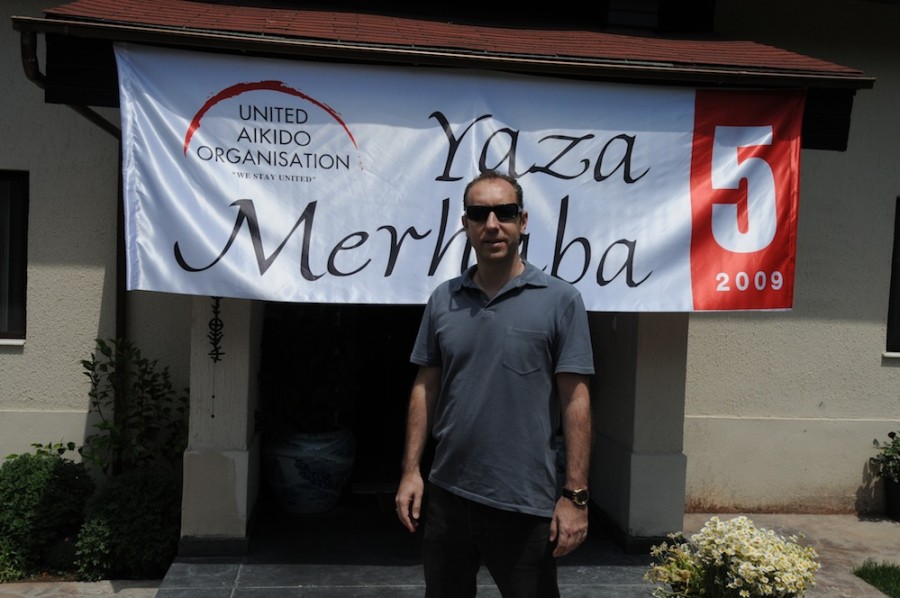 UNITED
AIKIDO
ORGANISATION
"WE STAY UNITED"
Yaza
Merhaba
5
2009